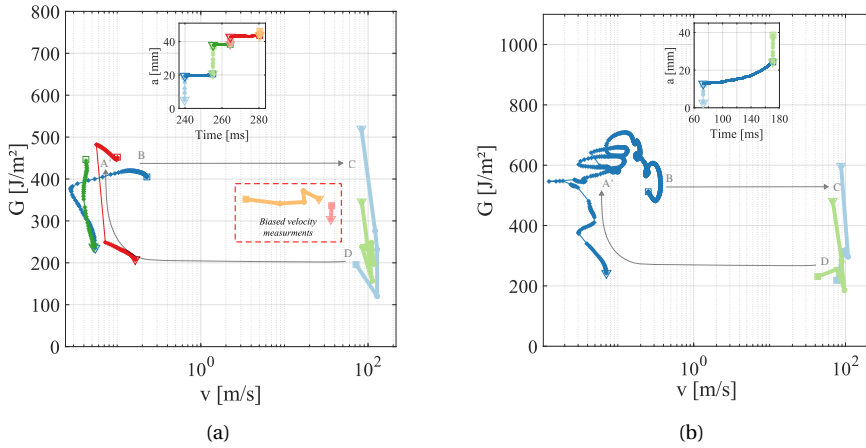 800
700
600
500
400
300
200
100
0
G [J/m²]
10⁰
10²
v [m/s]
40
20
0
a [mm]
240
260
280
Time [ms]
A'
B
C
D
Biased velocity
measurments
(a)
1000
800
600
400
200
0
G [J/m²]
10⁰
10²
v [m/s]
40
20
0
a [mm]
60
100
140
180
Time [ms]
A'
B
C
D
(b)